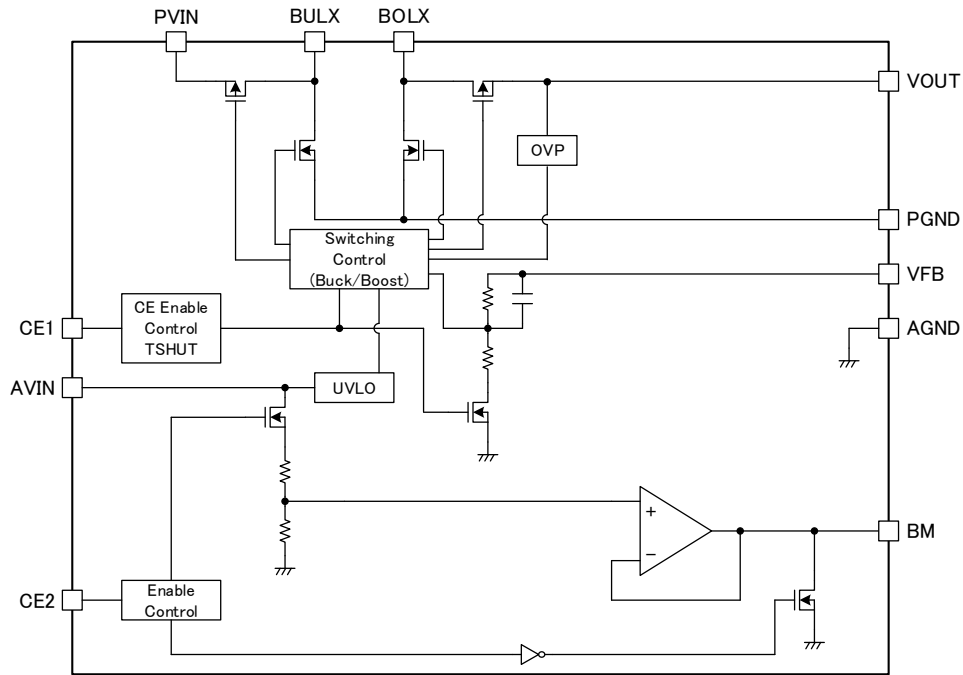 PVIN
BULX
BOLX
VOUT
OVP
PGND
Switching
Control
(Buck/Boost)
VFB
CE Enable
Control
TSHUT
CE1
AGND
AVIN
UVLO
+
−
BM
CE2
Enable
Control